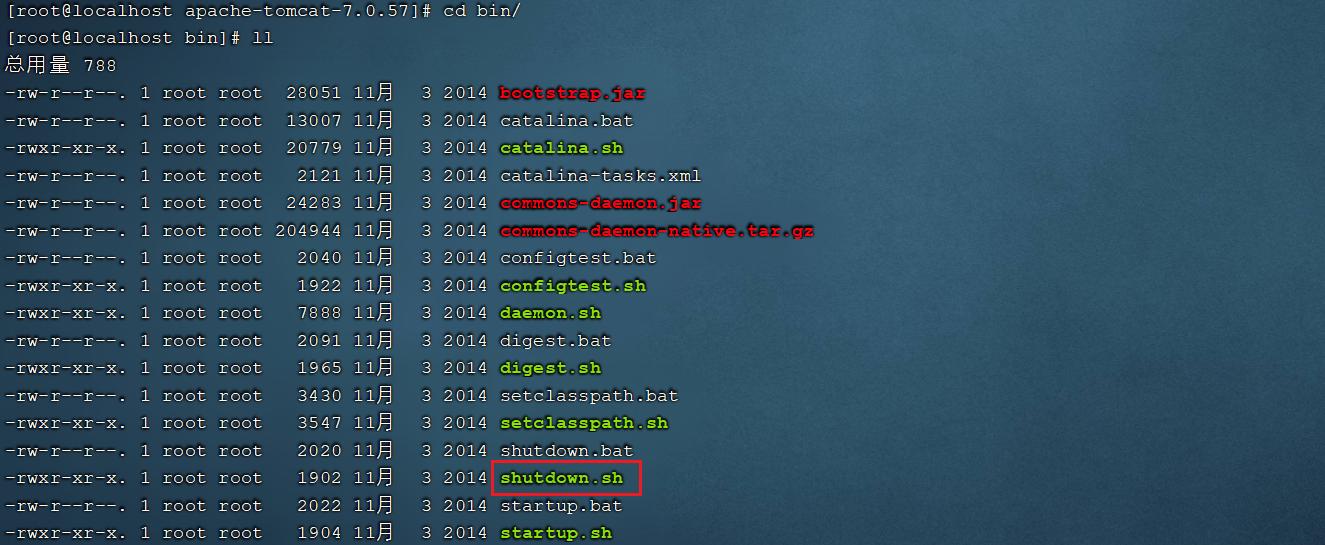 [root@localhost apache-tomcat-7.0.57]# cd bin/
[root@localhost bin]# ll
总用量 788
-rw-r--r--. 1 root root  28051 11月  3 2014 bootstrap.jar
-rw-r--r--. 1 root root  13007 11月  3 2014 catalina.bat
-rwxr-xr-x. 1 root root  20779 11月  3 2014 catalina.sh
-rw-r--r--. 1 root root   2121 11月  3 2014 catalina-tasks.xml
-rw-r--r--. 1 root root  24283 11月  3 2014 commons-daemon.jar
-rw-r--r--. 1 root root 204944 11月  3 2014 commons-daemon-native.tar.gz
-rw-r--r--. 1 root root   2040 11月  3 2014 configtest.bat
-rwxr-xr-x. 1 root root   1922 11月  3 2014 configtest.sh
-rwxr-xr-x. 1 root root   7888 11月  3 2014 daemon.sh
-rw-r--r--. 1 root root   2091 11月  3 2014 digest.bat
-rwxr-xr-x. 1 root root   1965 11月  3 2014 digest.sh
-rw-r--r--. 1 root root   3430 11月  3 2014 setclasspath.bat
-rwxr-xr-x. 1 root root   3547 11月  3 2014 setclasspath.sh
-rw-r--r--. 1 root root   2020 11月  3 2014 shutdown.bat
-rwxr-xr-x. 1 root root   1902 11月  3 2014 shutdown.sh
-rw-r--r--. 1 root root   2022 11月  3 2014 startup.bat
-rwxr-xr-x. 1 root root   1904 11月  3 2014 startup.sh